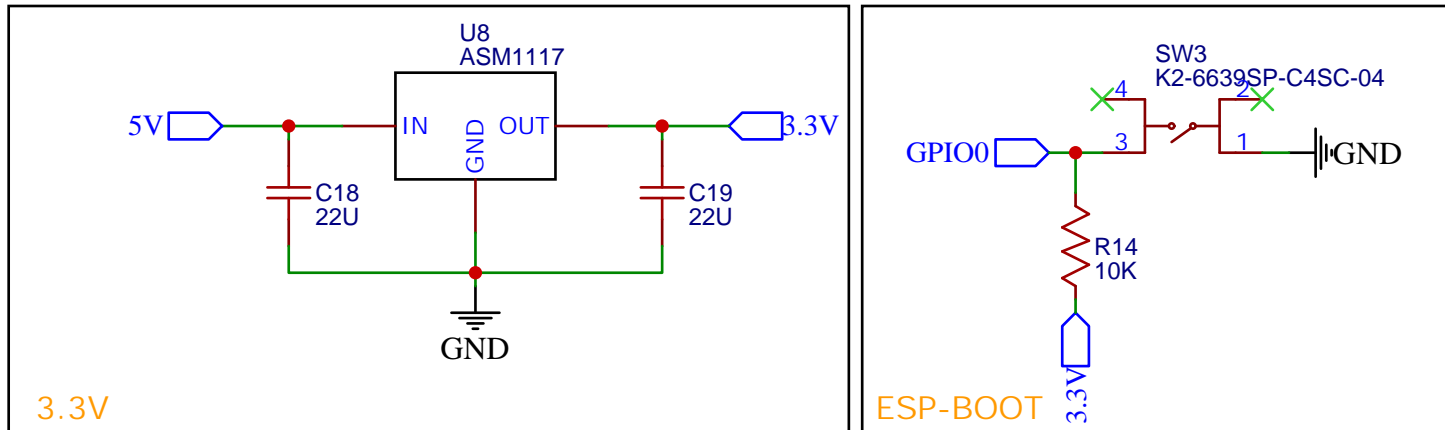 U8
ASM1117
5V
IN
GND
OUT
3.3V
C18
22U
C19
22U
GND
3.3V
SW3
K2-6639SP-C4SC-04
4
2
GPIO0
3
1
GND
R14
10K
3.3V
ESP-BOOT